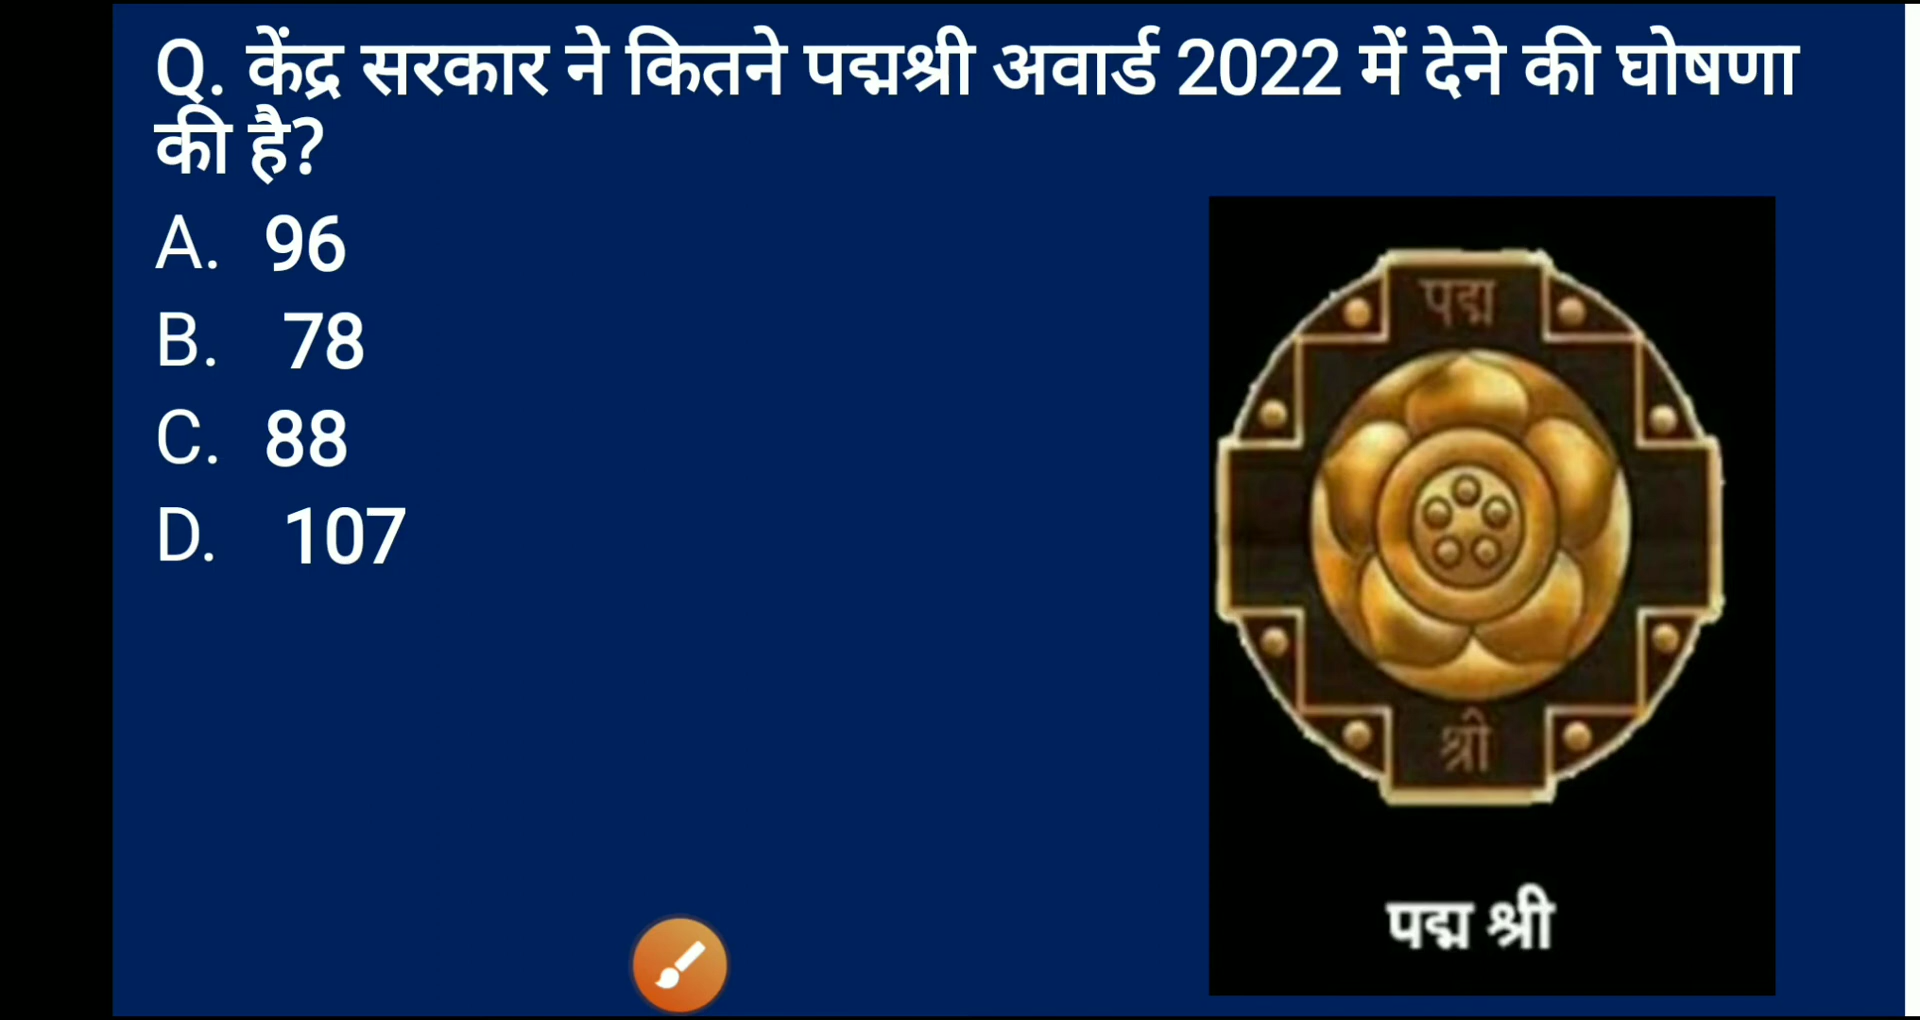 Q. केंद्र सरकार ने कितने पद्मश्री अवार्ड 2022 में देने की घोषणा
की है?
A. 96
B. 78
C. 88
D. 107
पद्म
श्री
पद्म श्री